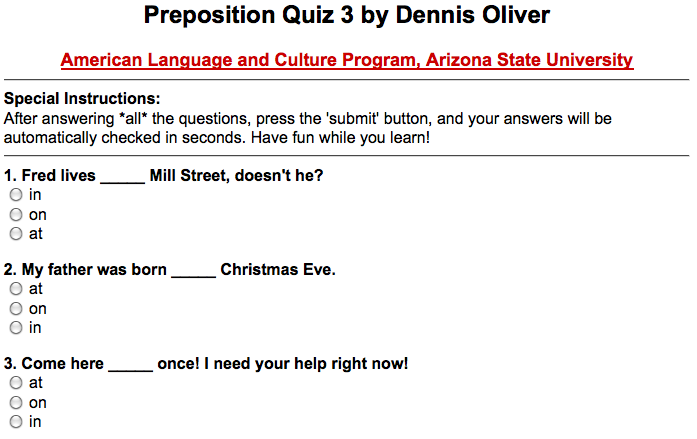 Preposition Quiz 3 by Dennis Oliver
American Language and Culture Program, Arizona State University
Special Instructions:
After answering *all* the questions, press the 'submit' button, and your answers will be
automatically checked in seconds. Have fun while you learn!
1. Fred lives _____ Mill Street, doesn't he?
in
on
at
2. My father was born _____ Christmas Eve.
at
on
in
3. Come here _____ once! I need your help right now!
at
on
in